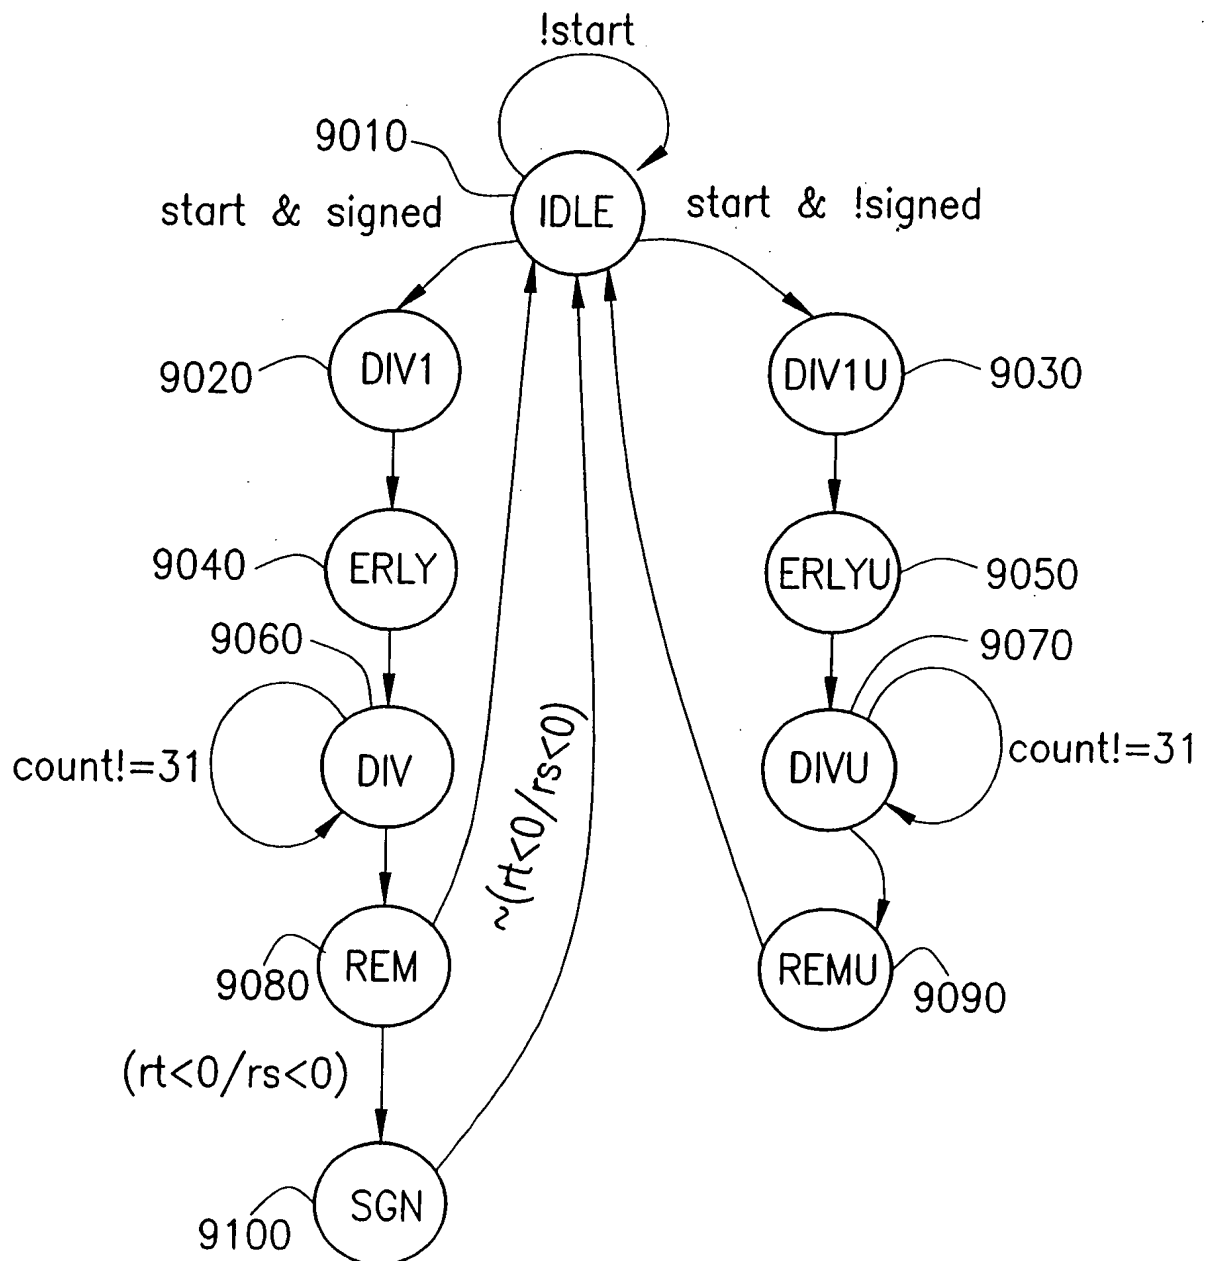 !start
9010
start & signed
IDLE
start & !signed
9020
DIV1
DIV1U
9030
9040
ERLY
ERLYU
9050
9060
9070
count!=31
DIV
~(rt<0/rs<0)
DIVU
count!=31
9080
REM
REMU
9090
(rt<0/rs<0)
9100
SGN